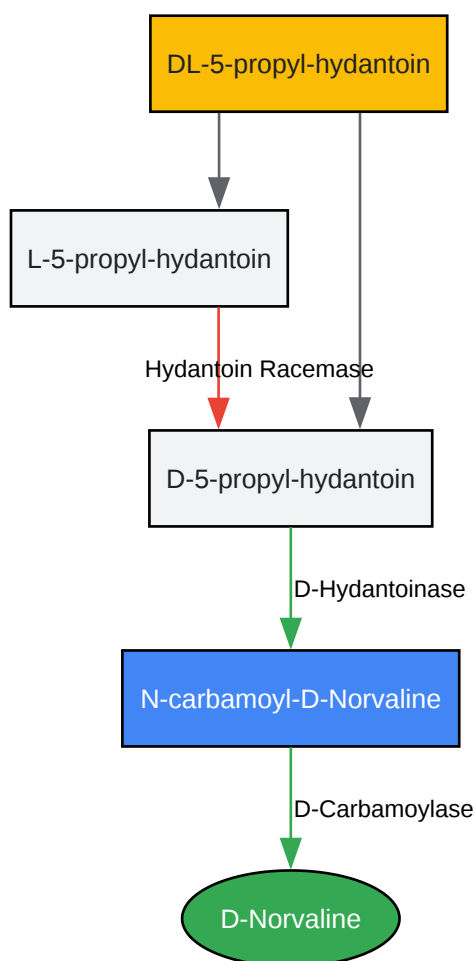 DL-5-propyl-hydantoin
L-5-propyl-hydantoin
Hydantoin Racemase
D-5-propyl-hydantoin
D-Hydantoinase
N-carbamoyl-D-Norvaline
D-Carbamoylase
D-Norvaline